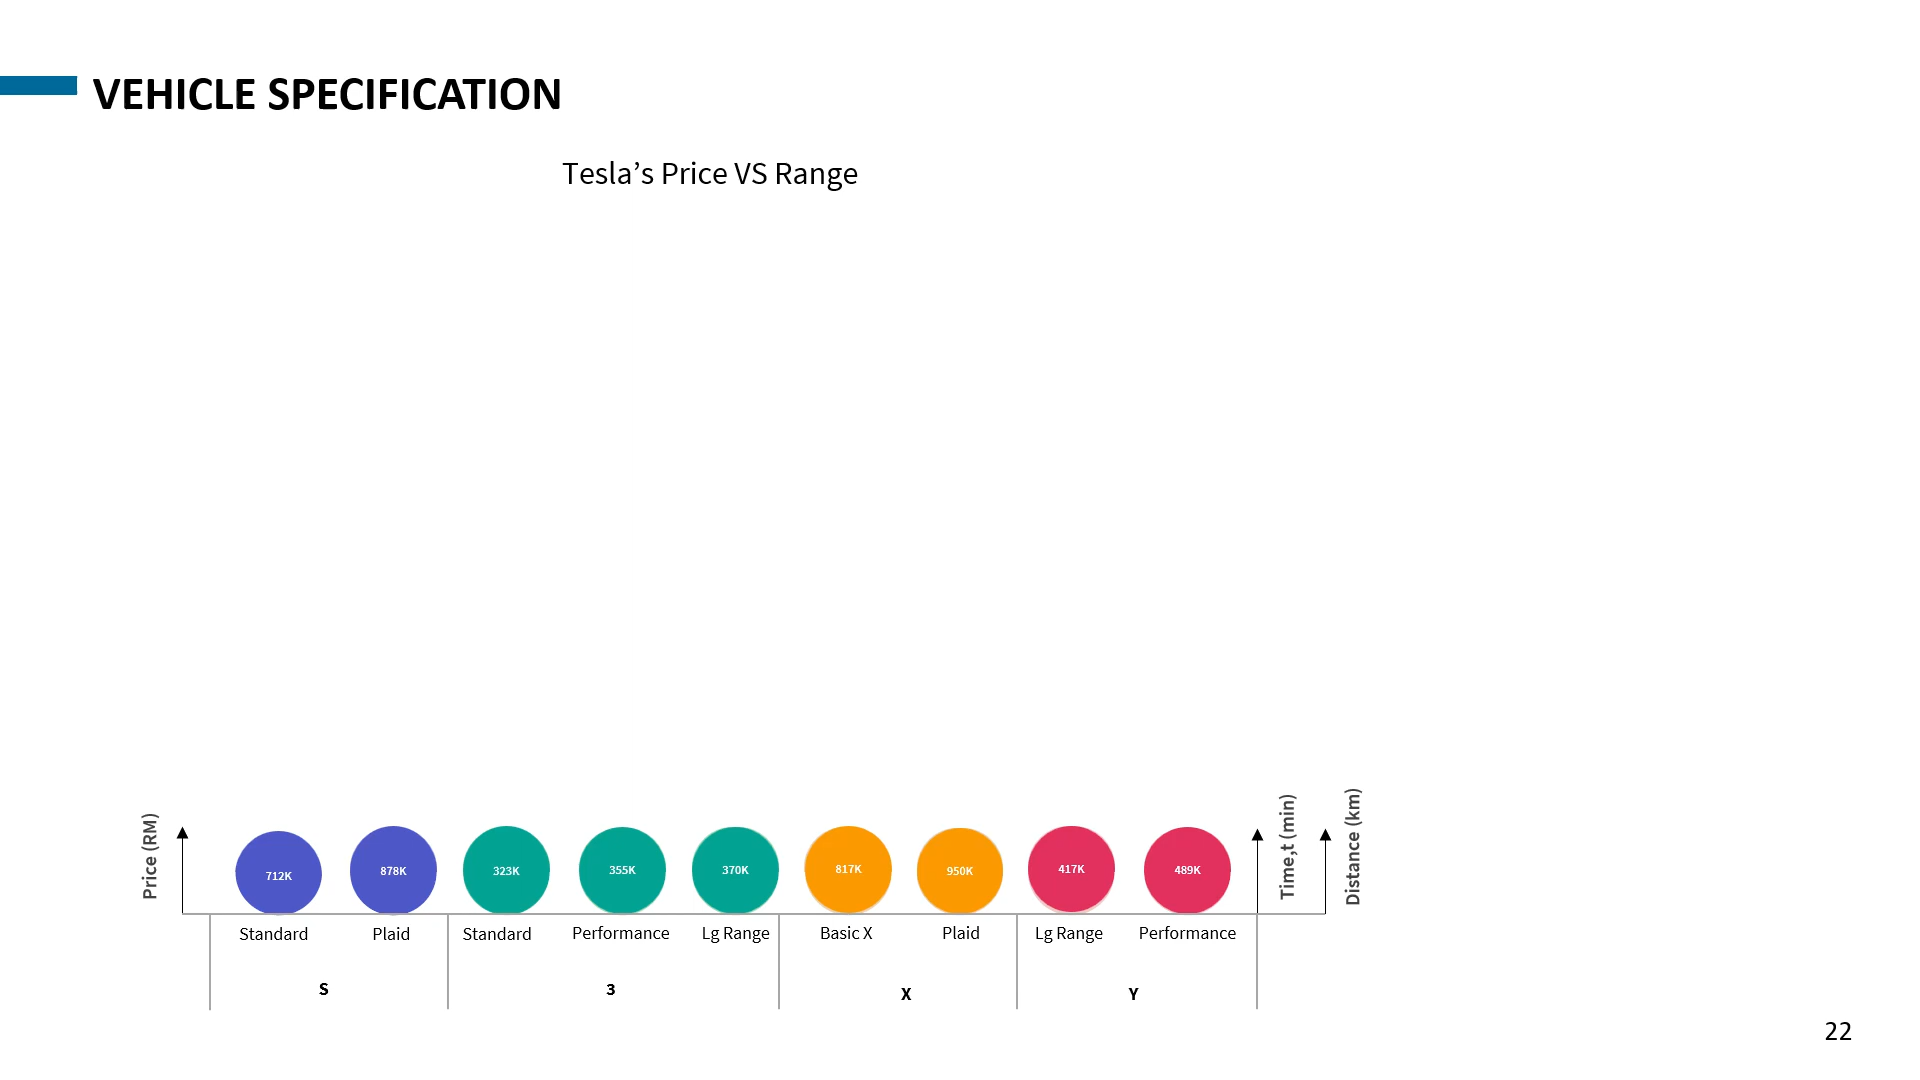 VEHICLE SPECIFICATION
Tesla’s Price VS Range
Price (RM)
712K
878K
323K
355K
370K
817K
950K
417K
489K
Time,t (min)
Distance (km)
Standard
Plaid
Standard
Performance
Lg Range
Basic X
Plaid
Lg Range
Performance
S
3
X
Y
22